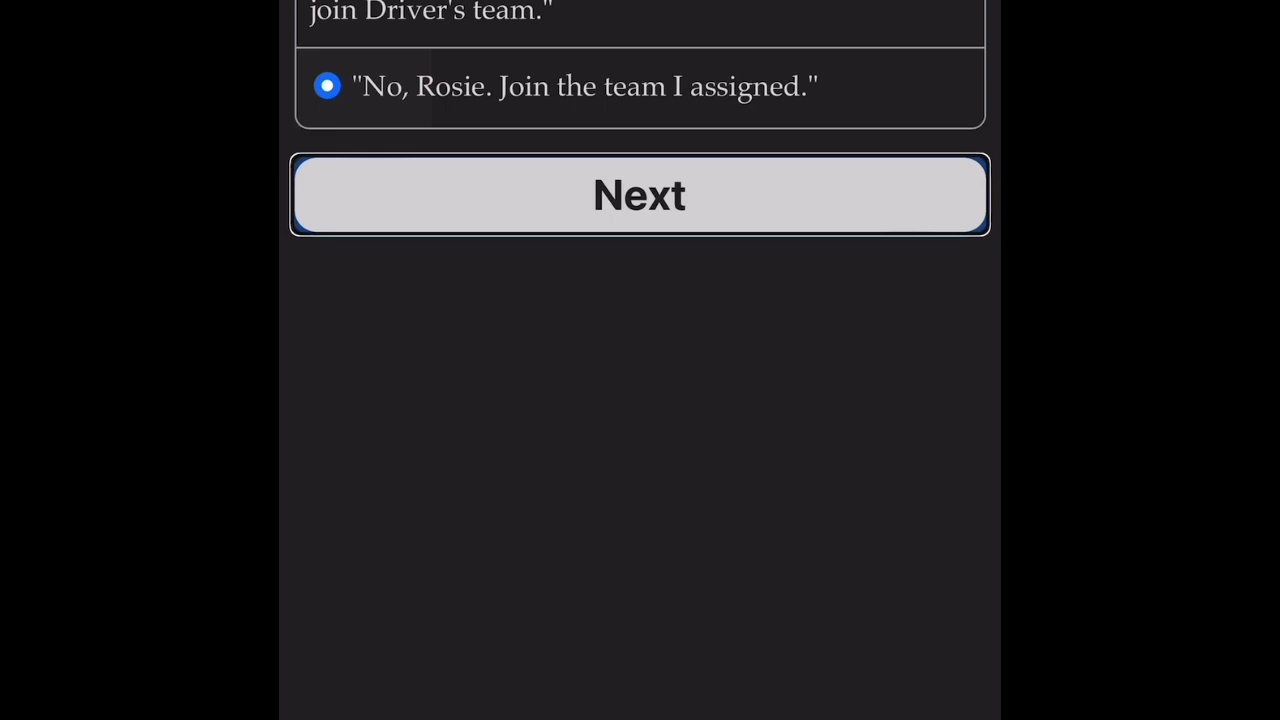 join Driver's team."
"No, Rosie. Join the team I assigned."
Next